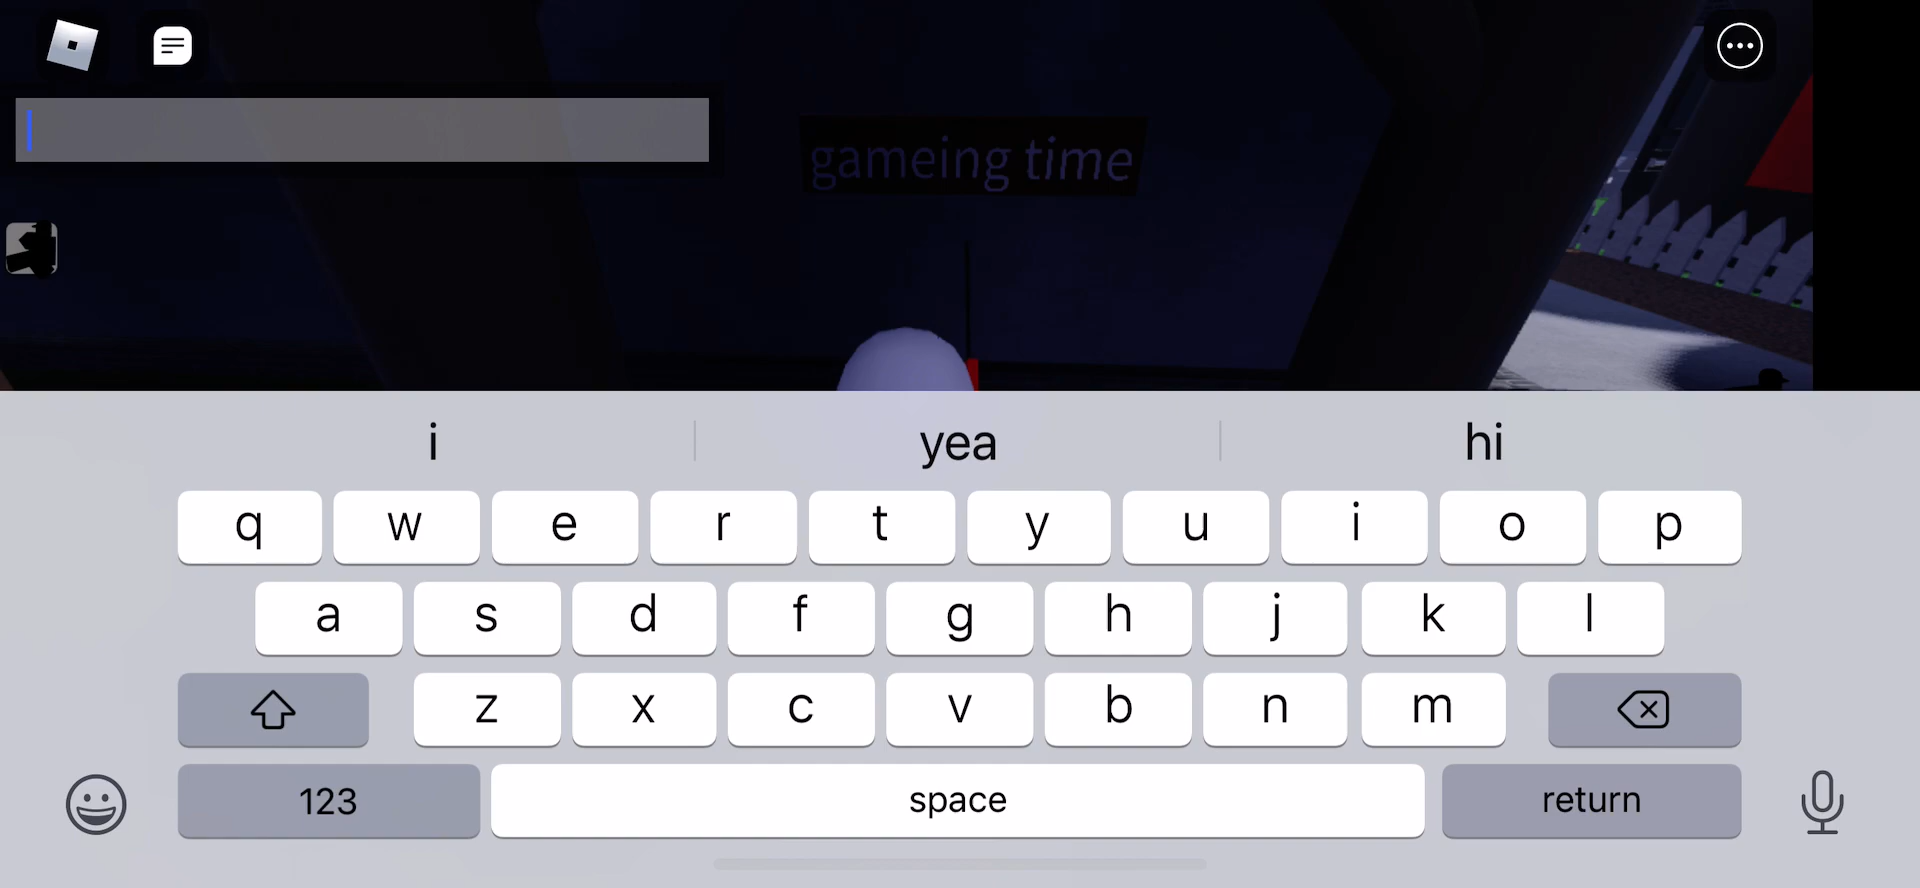 gameing time
i yea hi
q w e r t y u i o p
a s d f g h j k l
z x c v b n m
123 space return